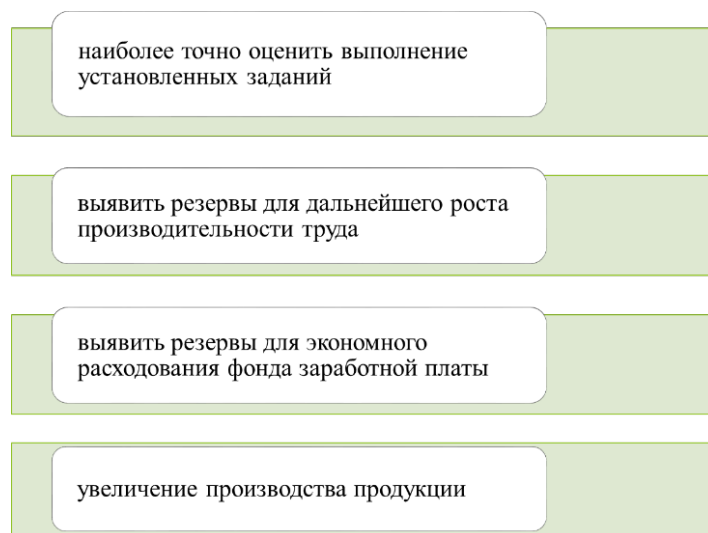 наиболее точно оценить выполнение
установленных заданий
выявить резервы для дальнейшего роста
производительности труда
выявить резервы для экономного
расходования фонда заработной платы
увеличение производства продукции